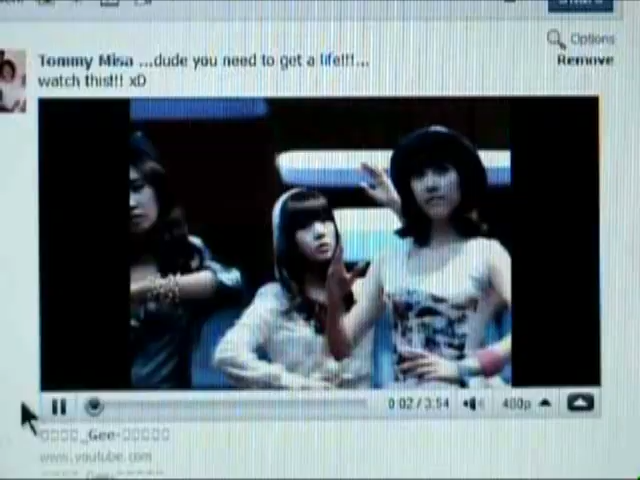 Options
Tommy Misa ...dude you need to get a life!!!...
Remove
watch this!!! xD
0:02 / 3:54
480p
□□□□_Gee-□□□□□
www.youtube.com